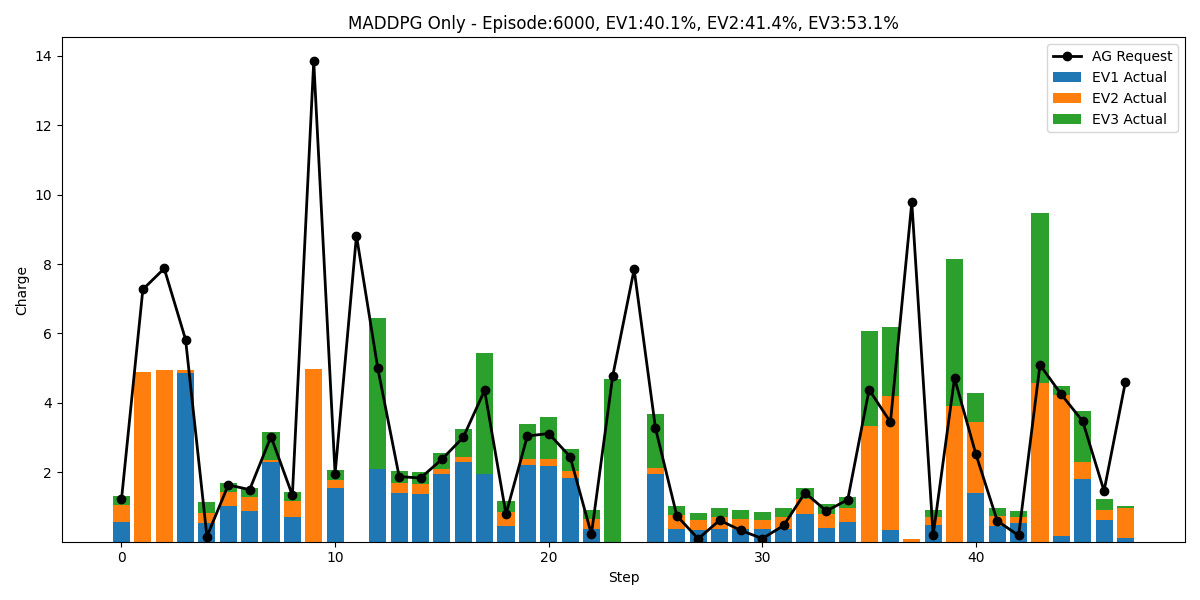 MADDPG Only - Episode:6000, EV1:40.1%, EV2:41.4%, EV3:53.1%
AG Request
EV1 Actual
EV2 Actual
EV3 Actual
Charge
14
12
10
8
6
4
2
0
10
20
30
40
Step